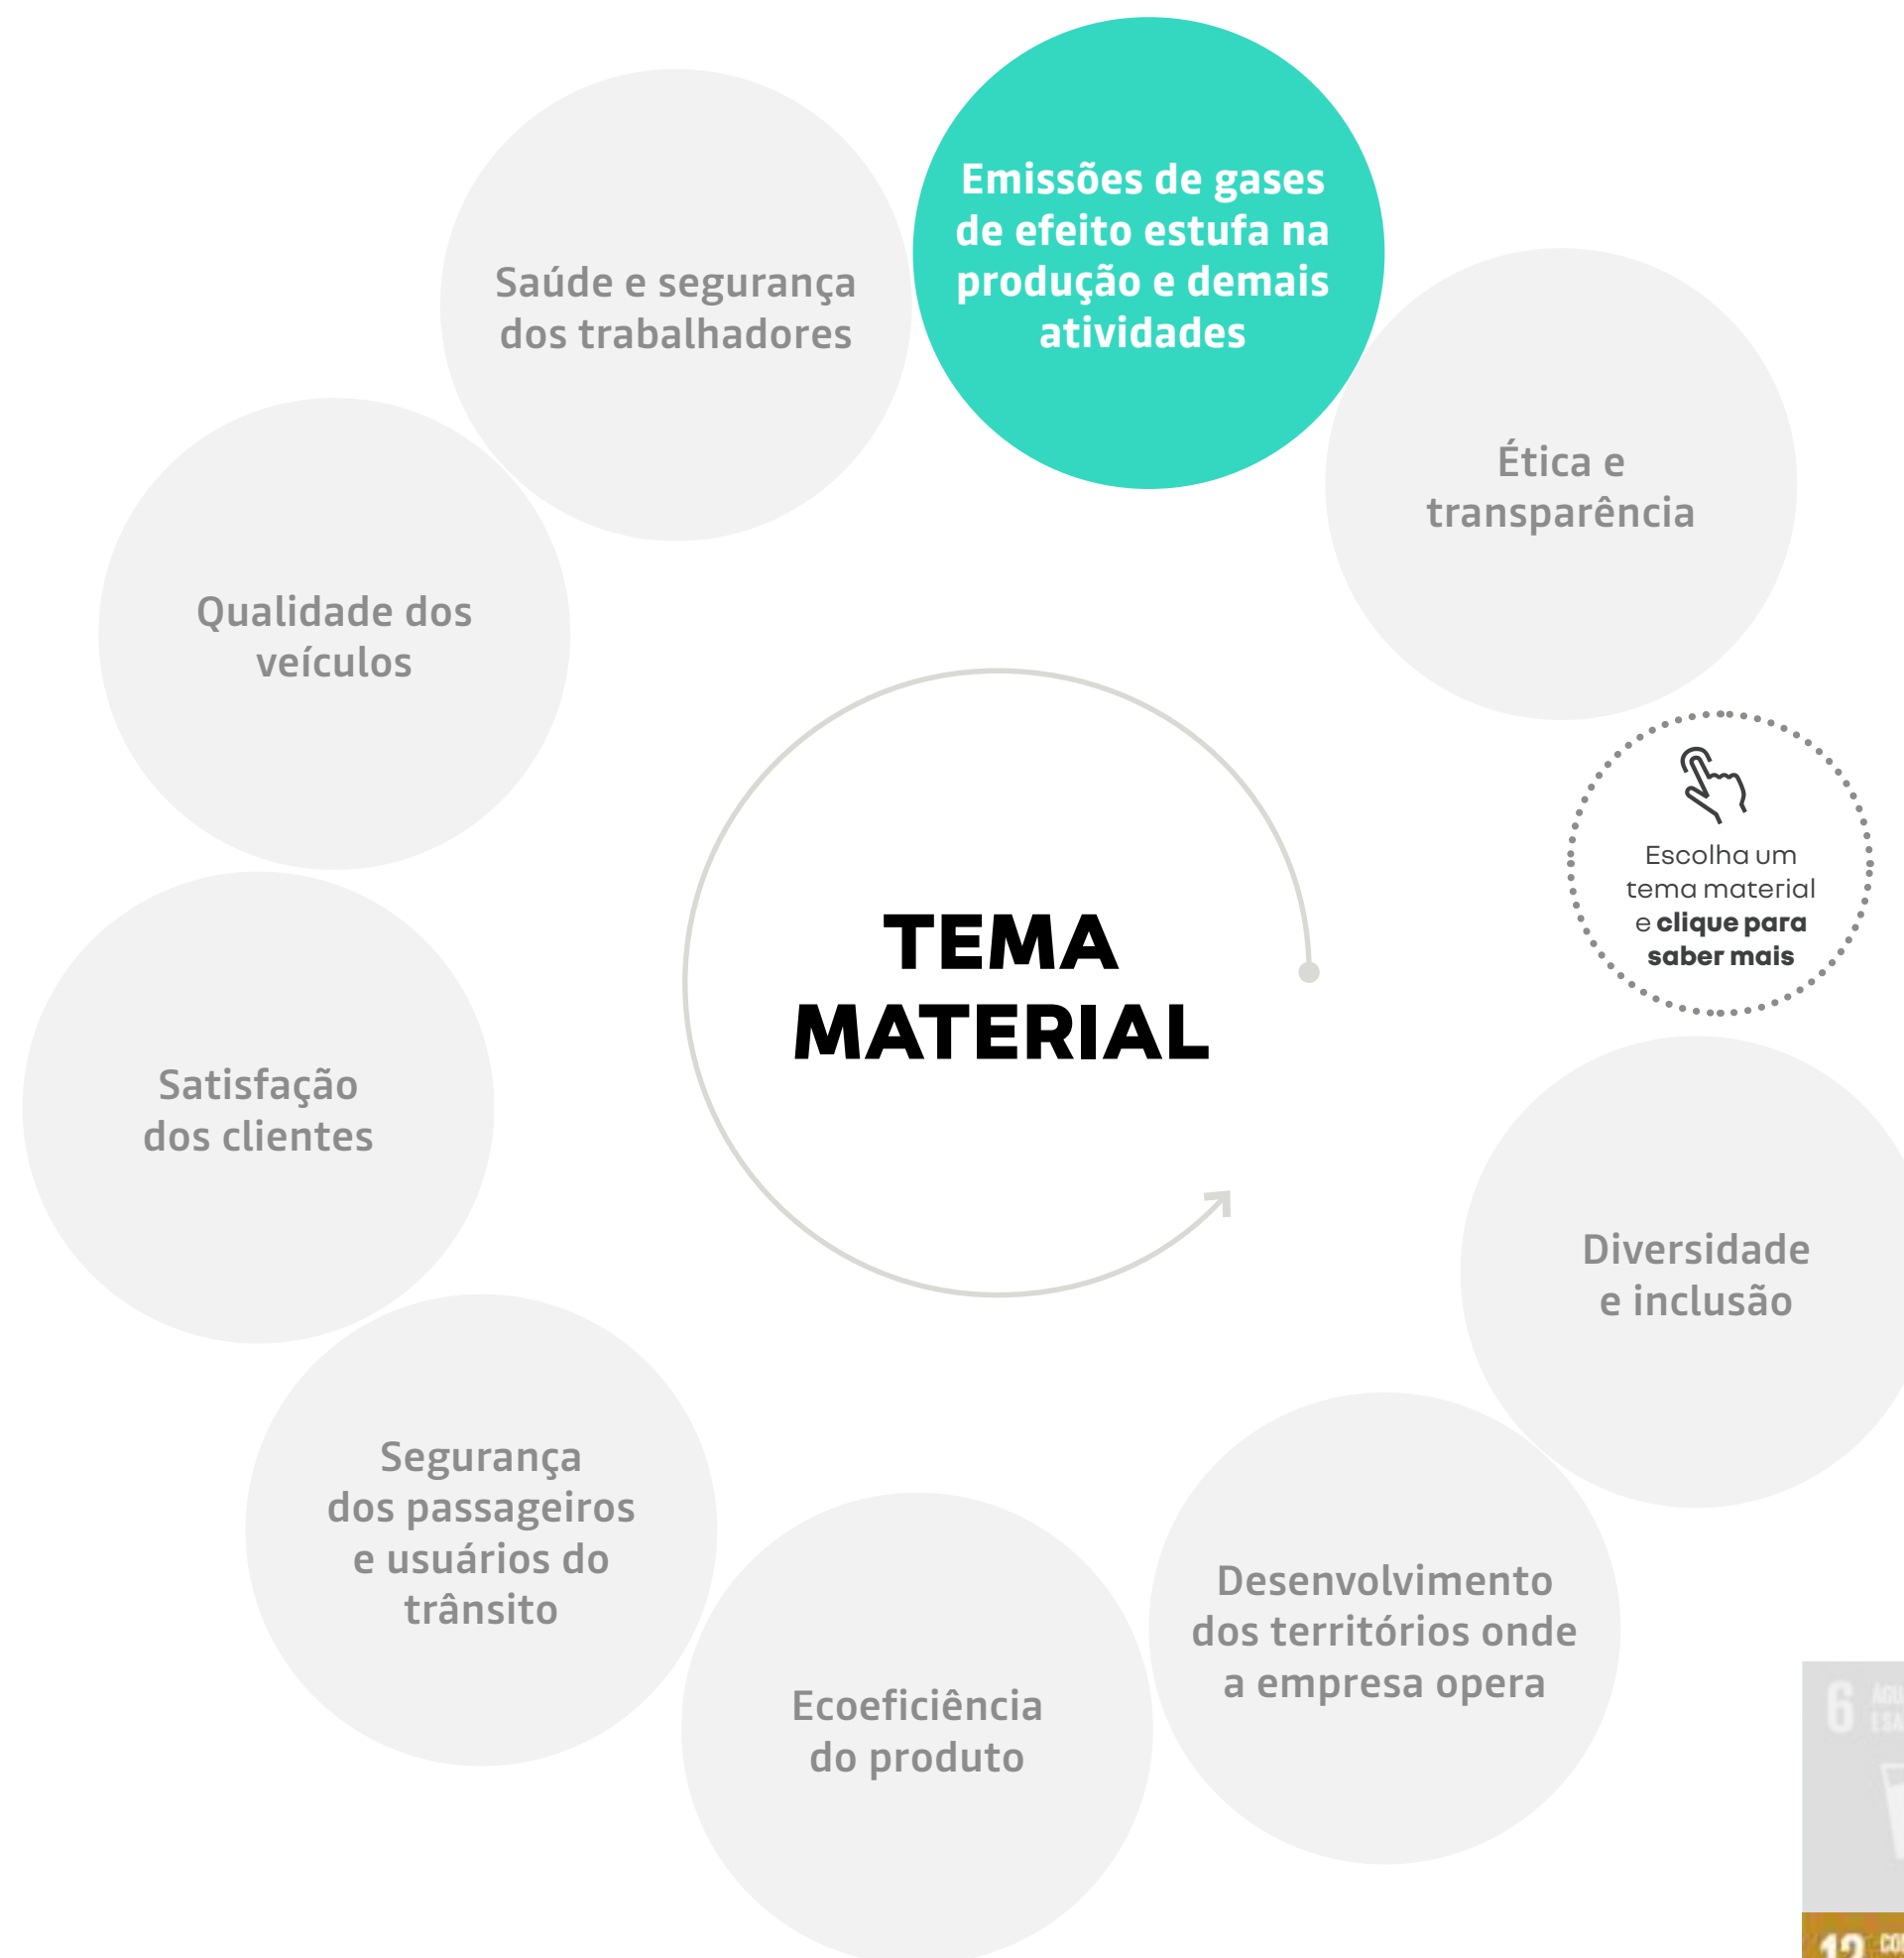 Emissões de gases
de efeito estufa na
produção e demais
atividades
Saúde e segurança
dos trabalhadores
Ética e
transparência
Qualidade dos
veículos
Escolha um
tema material
e clique para
saber mais
TEMA
MATERIAL
Satisfação
dos clientes
Diversidade
e inclusão
Segurança
dos passageiros
e usuários do
trânsito
Desenvolvimento
dos territórios onde
a empresa opera
Ecoeficiência
do produto
6
12